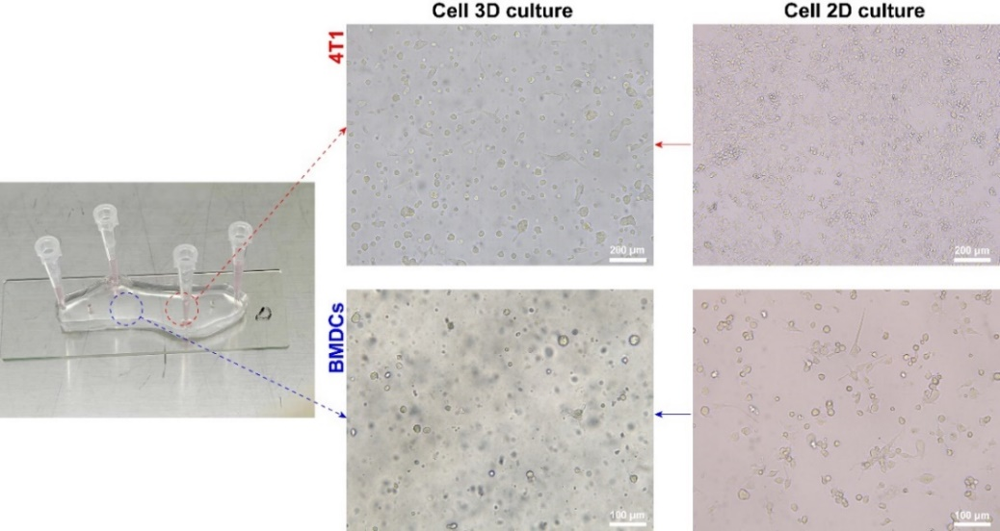 Cell 3D culture
Cell 2D culture
4T1
200 µm
200 µm
BMDCs
100 µm
100 µm